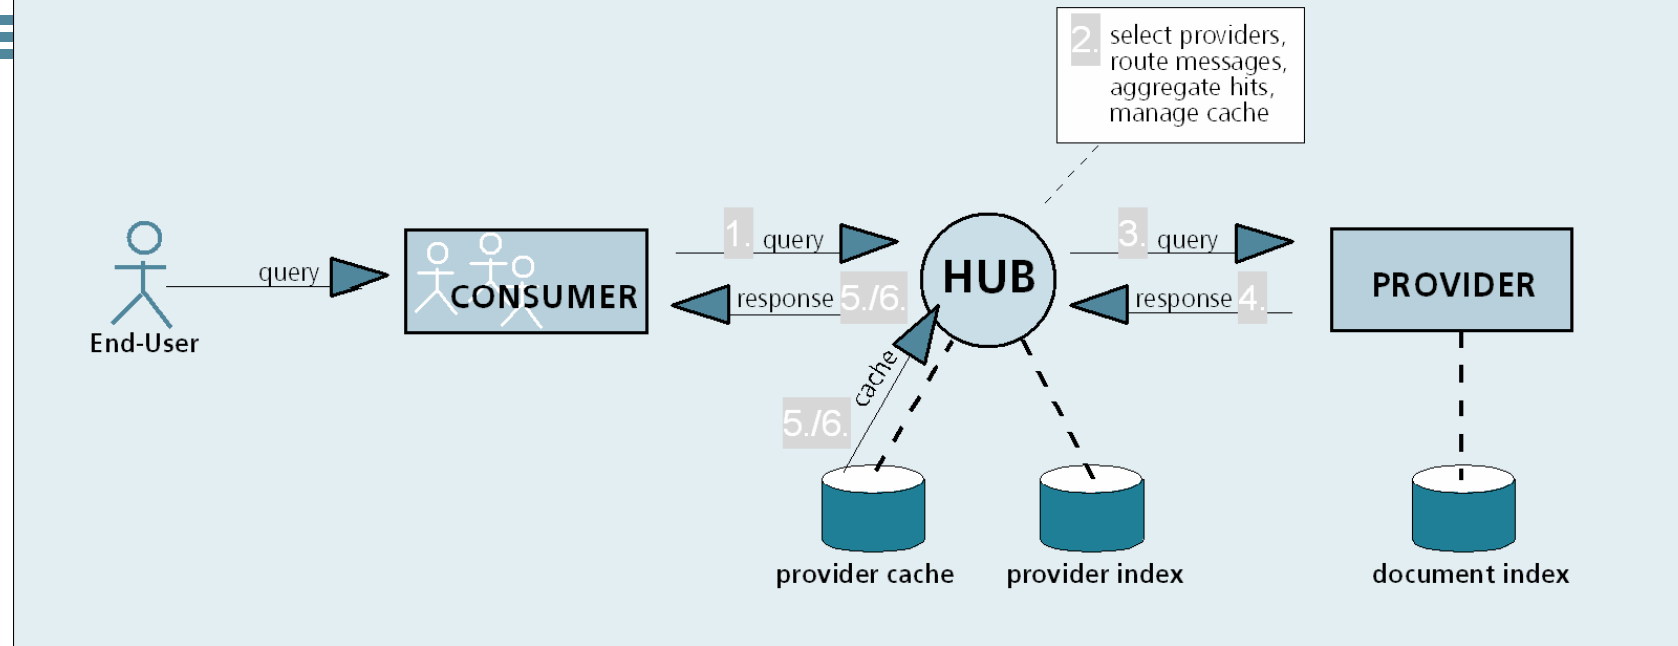 2. select providers,
route messages,
aggregate hits,
manage cache
query
End-User
CONSUMER
1. query
response 5./6.
HUB
3. query
response 4.
PROVIDER
cache
5./6.
provider cache
provider index
document index